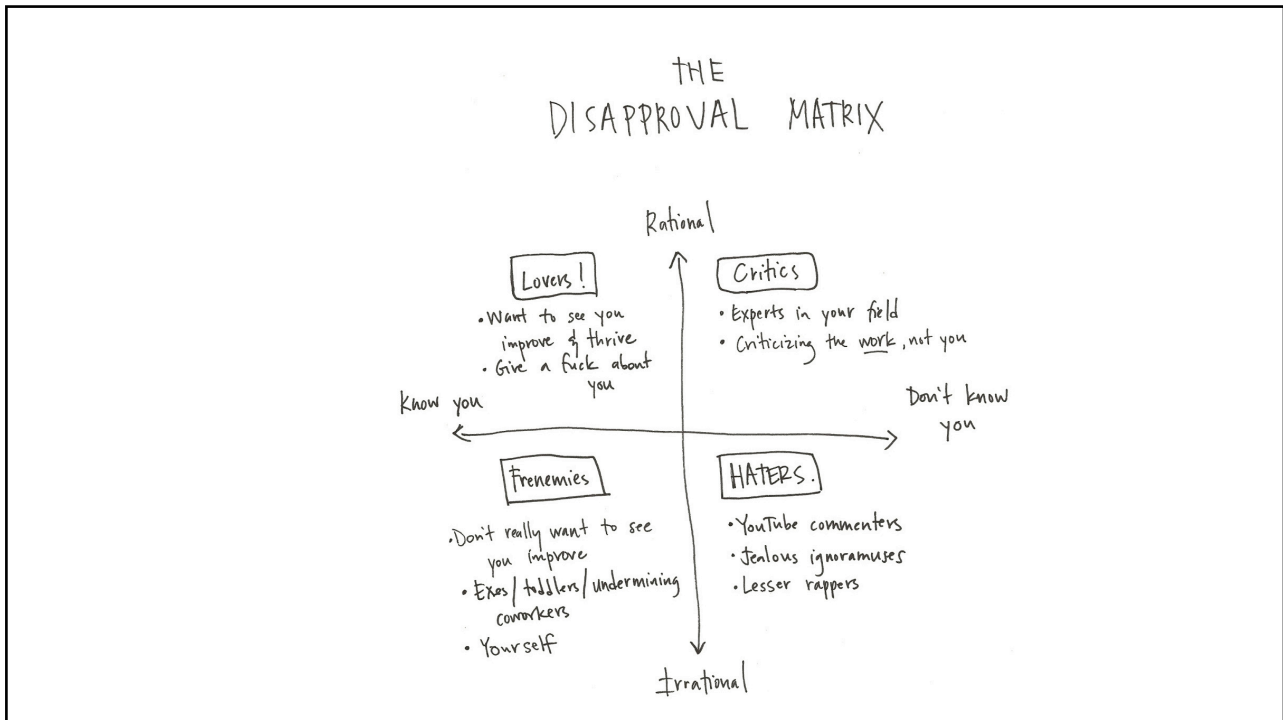 THE
DISAPPROVAL MATRIX
Rational
Lovers!
• Want to see you
improve & thrive
• Give a fuck about
you
Critics
• Experts in your field
• Criticizing the work, not you
Know you
Don't know
you
Frenemies
• Don't really want to see
you improve
• Exes/toddlers/undermining
coworkers
• Yourself
HATERS.
• YouTube commenters
• Jealous ignoramuses
• Lesser rappers
Irrational